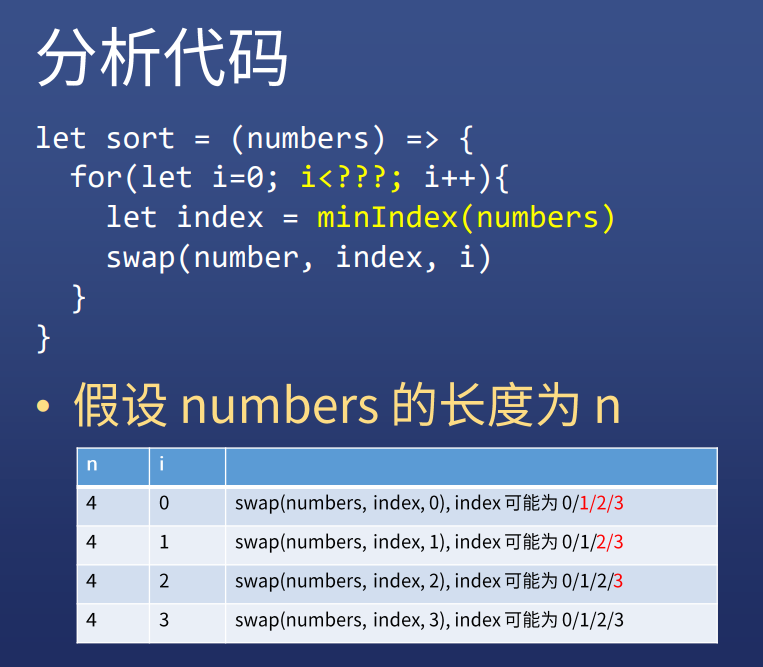 分析代码
let sort = (numbers) => {
  for(let i=0; i<???; i++){
    let index = minIndex(numbers)
    swap(number, index, i)
  }
}
• 假设 numbers 的长度为 n
n i
4 0 swap(numbers, index, 0), index 可能为 0/1/2/3
4 1 swap(numbers, index, 1), index 可能为 0/1/2/3
4 2 swap(numbers, index, 2), index 可能为 0/1/2/3
4 3 swap(numbers, index, 3), index 可能为 0/1/2/3